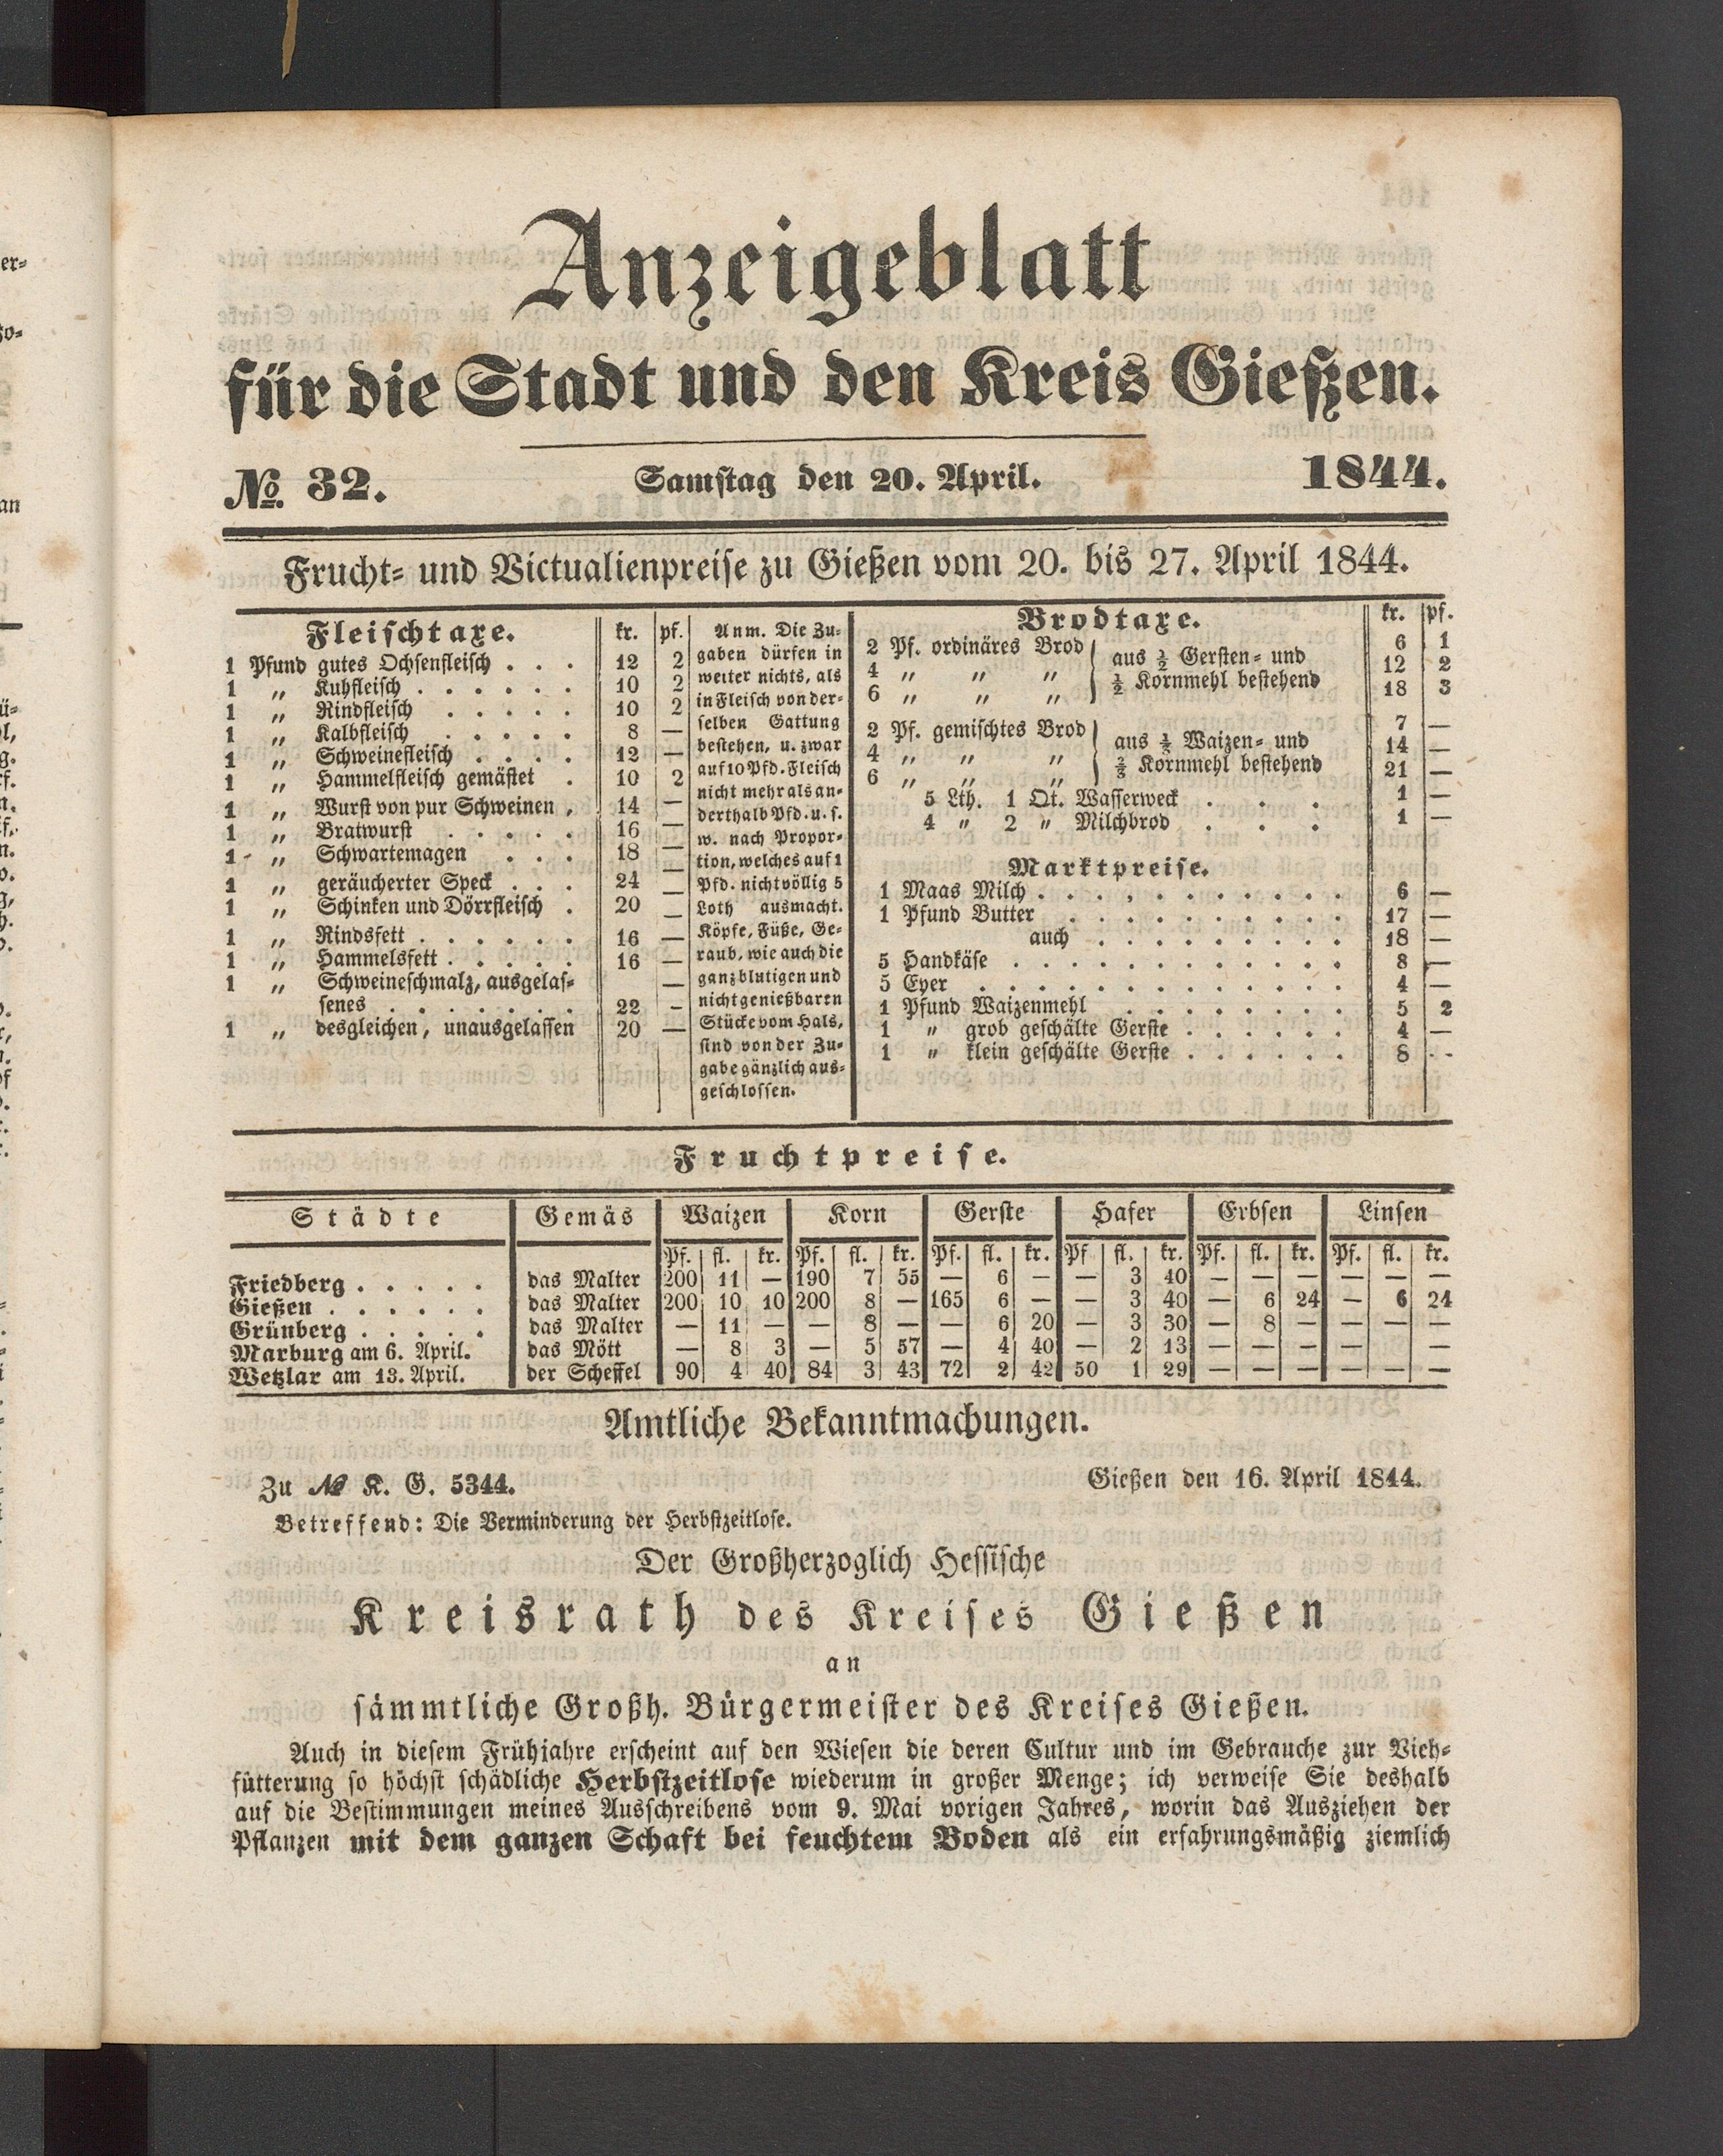 Anzeigeblatt
für die Stadt und den Kreis Gießen.
№ 32. Samstag den 20. April. 1844.
Frucht- und Victualienpreise zu Gießen vom 20. bis 27. April 1844.
Fleischtaxe. kr. pf.
1 Pfund gutes Ochsenfleisch . . . 12 2
1 „ Kuhfleisch . . . . . . 10 2
1 „ Rindfleisch . . . . . 10 2
1 „ Kalbfleisch . . . . . 8 —
1 „ Schweinefleisch . . . . 12 —
1 „ Hammelfleisch gemästet . 10 2
1 „ Wurst von pur Schweinen , 14 —
1 „ Bratwurst . . . . . 16 —
1 „ Schwartemagen . . . 18 —
1 „ geräucherter Speck . . . 24 —
1 „ Schinken und Dörrfleisch . 20 —
1 „ Rindsfett . . . . . . 16 —
1 „ Hammelsfett . . . . . 16 —
1 „ Schweineschmalz, ausgelas- —
senes . . . . . . . 22 -
1 „ desgleichen, unausgelassen 20 —
Anm. Die Zu-
gaben dürfen in
weiter nichts, als
in Fleisch von der-
selben Gattung
bestehen, u. zwar
auf 10 Pfd. Fleisch
nicht mehr als an-
derthalb Pfd. u. s.
w. nach Propor-
tion, welches auf 1
Pfd. nicht völlig 5
Loth ausmacht.
Köpfe, Füße, Ge-
raub, wie auch die
ganz blutigen und
nicht genießbaren
Stücke vom Hals,
sind von der Zu-
gabe gänzlich aus-
geschlossen.
Brodtaxe. kr. pf.
2 Pf. ordinäres Brod 6 1
4 „ „ „ aus ½ Gersten- und 12 2
6 „ „ „ ½ Kornmehl bestehend 18 3
2 Pf. gemischtes Brod 7 —
4 „ „ „ aus ⅓ Waizen- und 14 —
6 „ „ „ ⅔ Kornmehl bestehend 21 —
5 Lth. 1 Qt. Wasserweck . . . 1 —
4 „ 2 „ Milchbrod . . . 1 —
Marktpreise.
1 Maas Milch . . . . . . . . . . . 6 —
1 Pfund Butter . . . . . . . . . . 17 —
auch . . . . . . . . . 18 —
5 Handkäse . . . . . . . . . . . . 8 —
5 Eyer . . . . . . . . . . . . . 4 —
1 Pfund Waizenmehl . . . . . . . . 5 2
1 „ grob geschälte Gerste . . . . . . 4 —
1 „ klein geschälte Gerste . . . . . . 8 --
Fruchtpreise.
Städte Gemäs Waizen Korn Gerste Hafer Erbsen Linsen
Pf. fl. kr. Pf. fl. kr. Pf. fl. kr. Pf fl. kr. Pf. fl. kr. Pf. fl. kr.
Friedberg . . . . . das Malter 200 11 — 190 7 55 — 6 — — 3 40 — — — — — —
Gießen . . . . . . das Malter 200 10 10 200 8 — 165 6 — — 3 40 — 6 24 — 6 24
Grünberg . . . . . das Malter — 11 — — 8 — — 6 20 — 3 30 — 8 — — — —
Marburg am 6. April. das Mött — 8 3 — 5 57 — 4 40 — 2 13 — — — — —
Wetzlar am 13. April. der Scheffel 90 4 40 84 3 43 72 2 42 50 1 29 — — — — — —
Amtliche Bekanntmachungen.
Zu № K. G. 5344. Gießen den 16. April 1844.
Betreffend: Die Verminderung der Herbstzeitlose.
Der Großherzoglich Hessische
Kreisrath des Kreises Gießen
an
sämmtliche Großh. Bürgermeister des Kreises Gießen.
Auch in diesem Frühjahre erscheint auf den Wiesen die deren Cultur und im Gebrauche zur Vieh-
fütterung so höchst schädliche Herbstzeitlose wiederum in großer Menge; ich verweise Sie deshalb
auf die Bestimmungen meines Ausschreibens vom 9. Mai vorigen Jahres, worin das Ausziehen der
Pflanzen mit dem ganzen Schaft bei feuchtem Boden als ein erfahrungsmäßig ziemlich